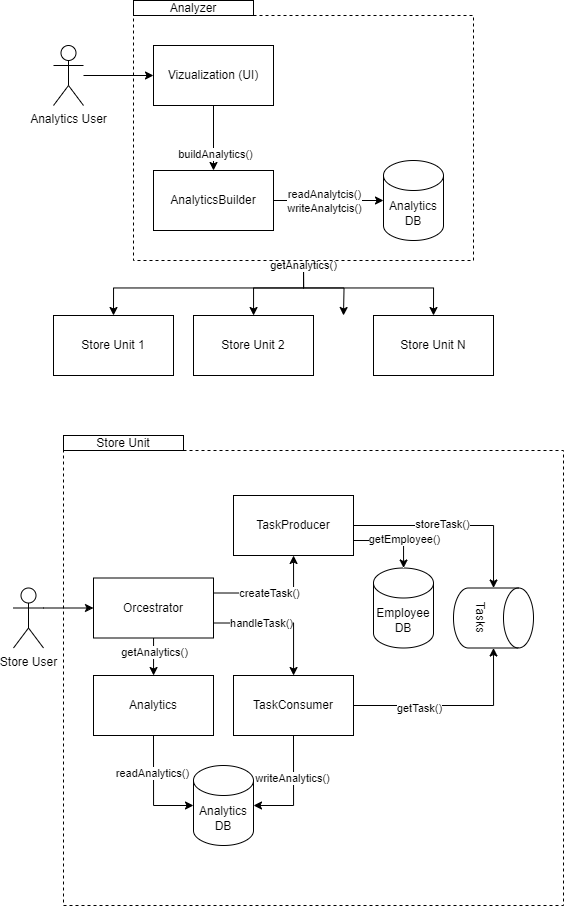 Analyzer
Vizualization (UI)
Analytics User
buildAnalytics()
AnalyticsBuilder
readAnalytcis()
writeAnalytcis()
Analytics
DB
getAnalytics()
Store Unit 1
Store Unit 2
Store Unit N
Store Unit
TaskProducer
storeTask()
getEmployee()
createTask()
Orcestrator
Employee
DB
Tasks
handleTask()
Store User
getAnalytics()
Analytics
TaskConsumer
getTask()
readAnalytics()
writeAnalytics()
Analytics
DB